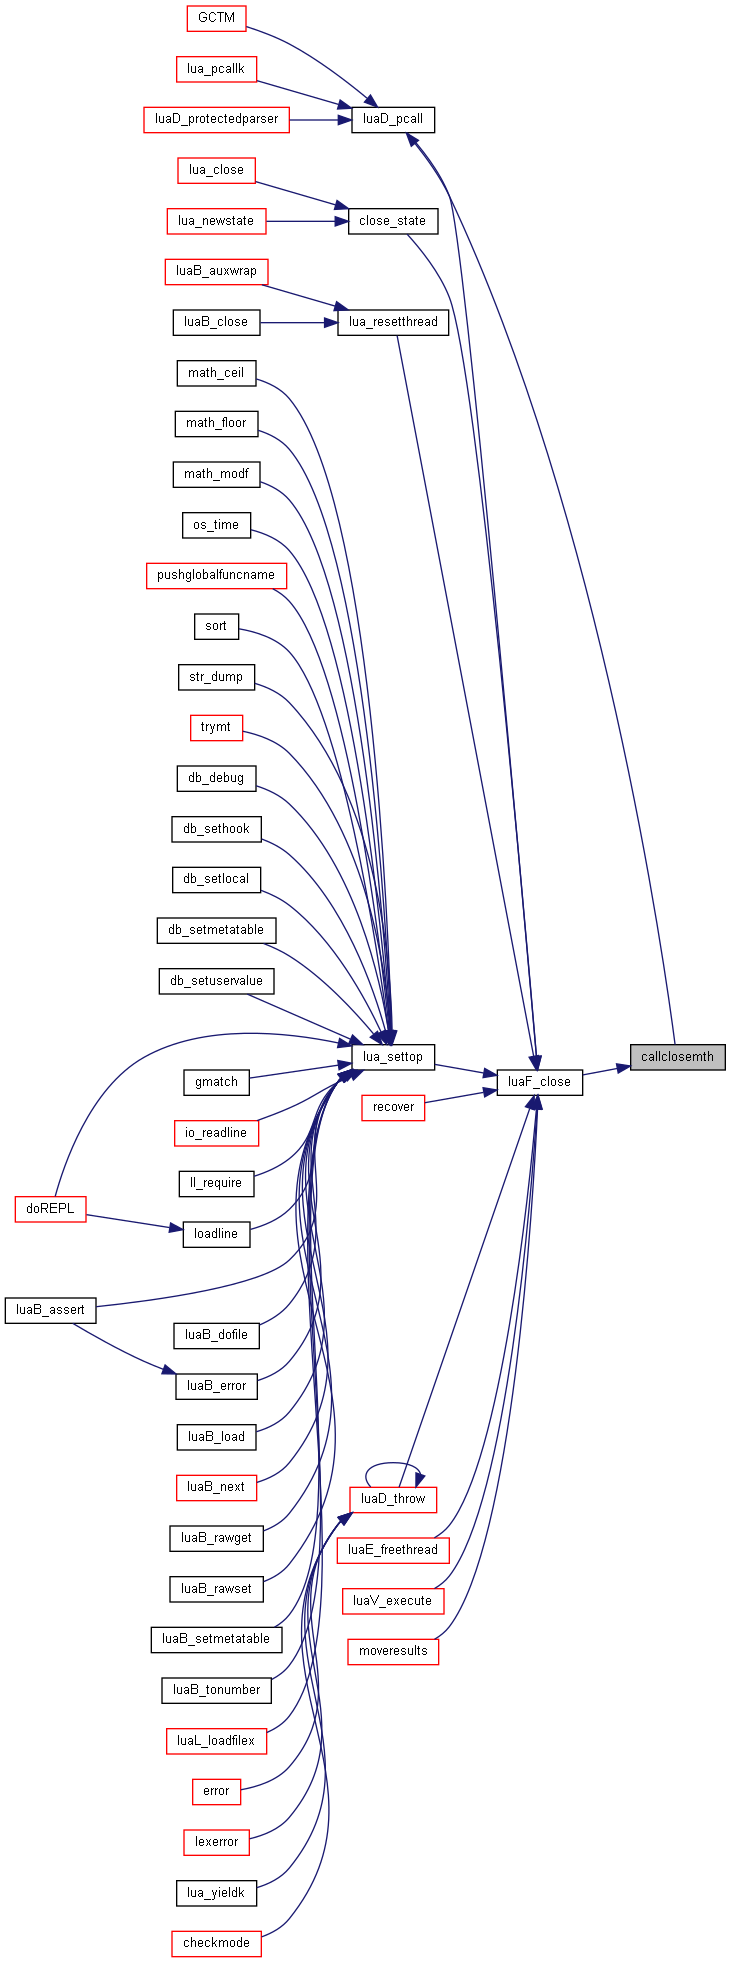 GCTM
lua_pcallk
luaD_protectedparser
luaD_pcall
lua_close
close_state
lua_newstate
luaB_auxwrap
luaB_close
lua_resetthread
math_ceil
math_floor
math_modf
os_time
pushglobalfuncname
sort
str_dump
trymt
db_debug
db_sethook
db_setlocal
db_setmetatable
db_setuservalue
lua_settop
callclosemth
gmatch
luaF_close
recover
io_readline
ll_require
doREPL
loadline
luaB_assert
luaB_dofile
luaB_error
luaB_load
luaB_next
luaD_throw
luaB_rawget
luaE_freethread
luaB_rawset
luaV_execute
luaB_setmetatable
moveresults
luaB_tonumber
luaL_loadfilex
error
lexerror
lua_yieldk
checkmode